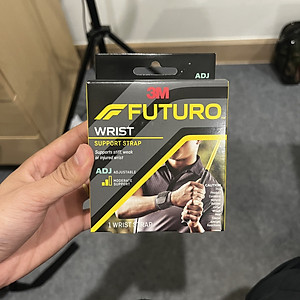 ADJ
3M
FUTURO
WRIST
SUPPORT STRAP
Supports stiff, weak
or injured wrist
ADJ ADJUSTABLE
MODERATE
SUPPORT
CAUTION
1 WRIST STRAP